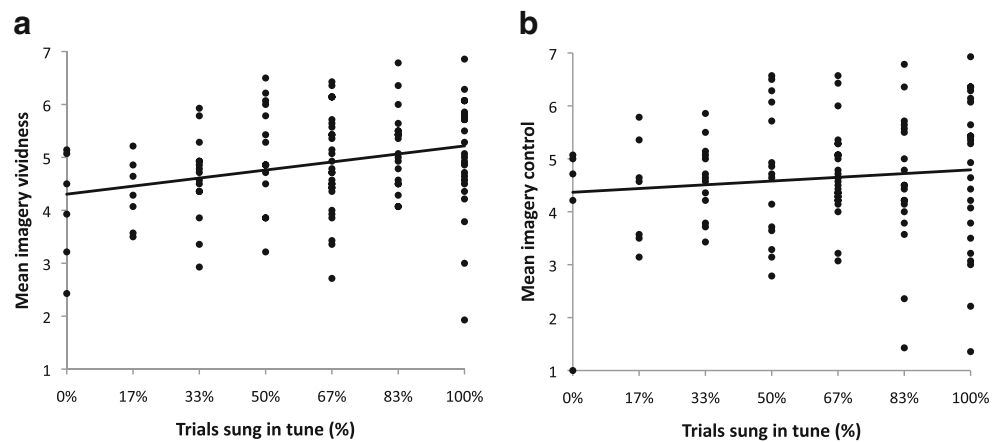 a
b
Mean imagery vividness
7
6
5
4
3
2
1
0% 17% 33% 50% 67% 83% 100%
Trials sung in tune (%)
Mean imagery control
7
6
5
4
3
2
1
0% 17% 33% 50% 67% 83% 100%
Trials sung in tune (%)